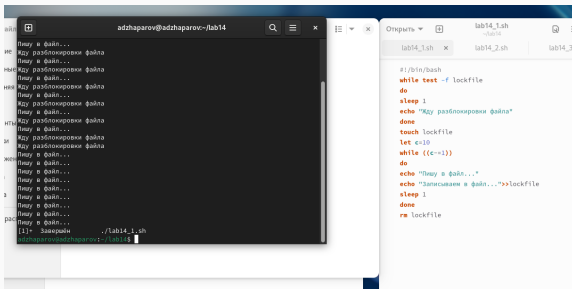 adzhaparov@adzhaparov:~/lab14
Пишу в файл...
Жду разблокировки файла
Пишу в файл...
Жду разблокировки файла
Пишу в файл...
Жду разблокировки файла
Пишу в файл...
Жду разблокировки файла
Пишу в файл...
Жду разблокировки файла
Пишу в файл...
Жду разблокировки файла
Жду разблокировки файла
Пишу в файл...
Пишу в файл...
Пишу в файл...
Пишу в файл...
Пишу в файл...
Пишу в файл...
Пишу в файл...
Пишу в файл...
[1]+ Завершён ./lab14_1.sh
adzhaparov@adzhaparov:~/lab14$
Открыть
lab14_1.sh
~/lab14
lab14_1.sh × lab14_2.sh lab14_3
#!/bin/bash
while test -f lockfile
do
sleep 1
echo "Жду разблокировки файла"
done
touch lockfile
let c=10
while ((c-=1))
do
echo "Пишу в файл..."
echo "Записываем в файл...">>lockfile
sleep 1
done
rm lockfile